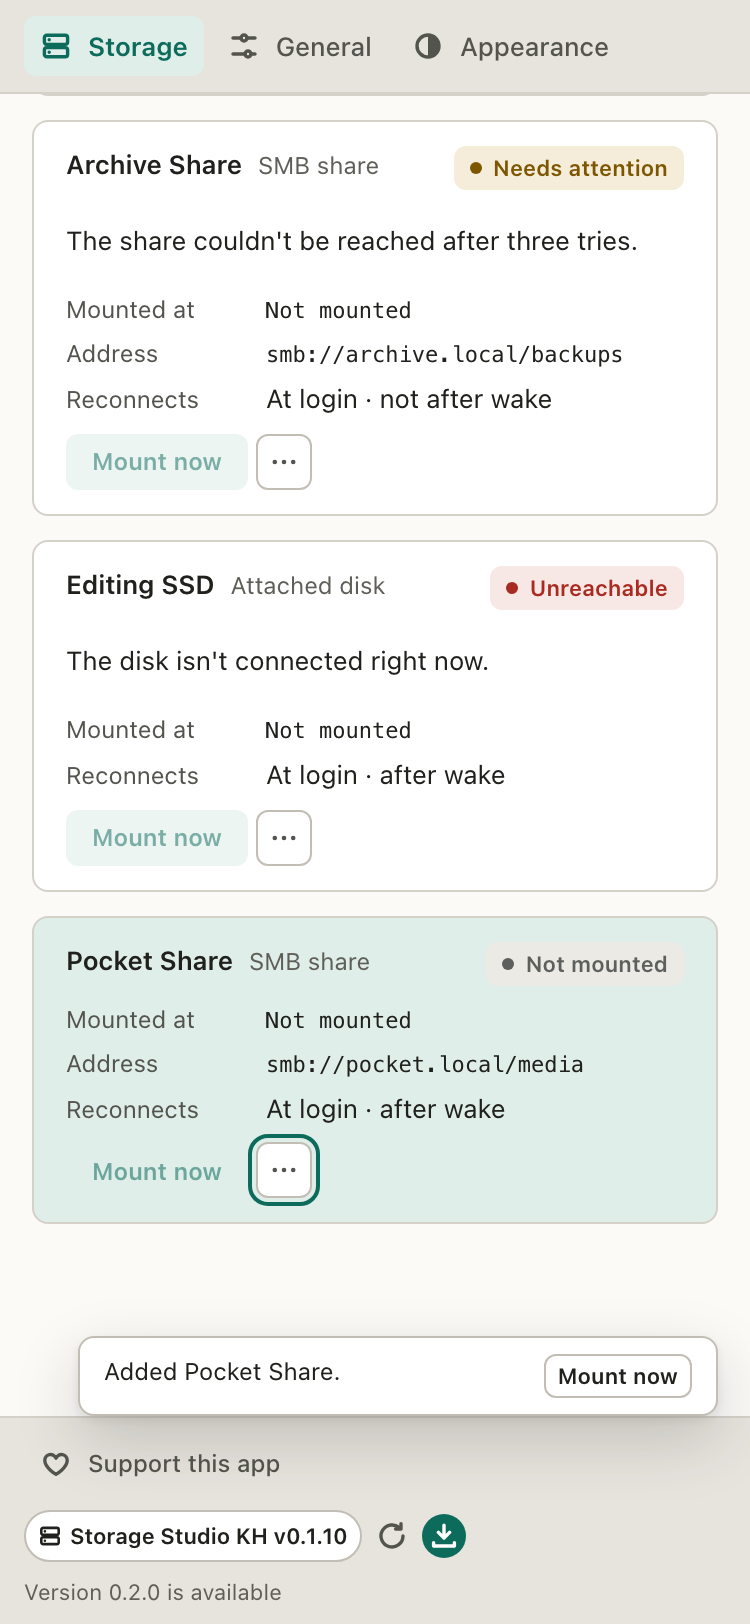 Storage
General
Appearance
Archive Share SMB share
Needs attention
The share couldn't be reached after three tries.
Mounted at Not mounted
Address smb://archive.local/backups
Reconnects At login · not after wake
Mount now
Editing SSD Attached disk
Unreachable
The disk isn't connected right now.
Mounted at Not mounted
Reconnects At login · after wake
Mount now
Pocket Share SMB share
Not mounted
Mounted at Not mounted
Address smb://pocket.local/media
Reconnects At login · after wake
Mount now
Added Pocket Share.
Mount now
Support this app
Storage Studio KH v0.1.10
Version 0.2.0 is available